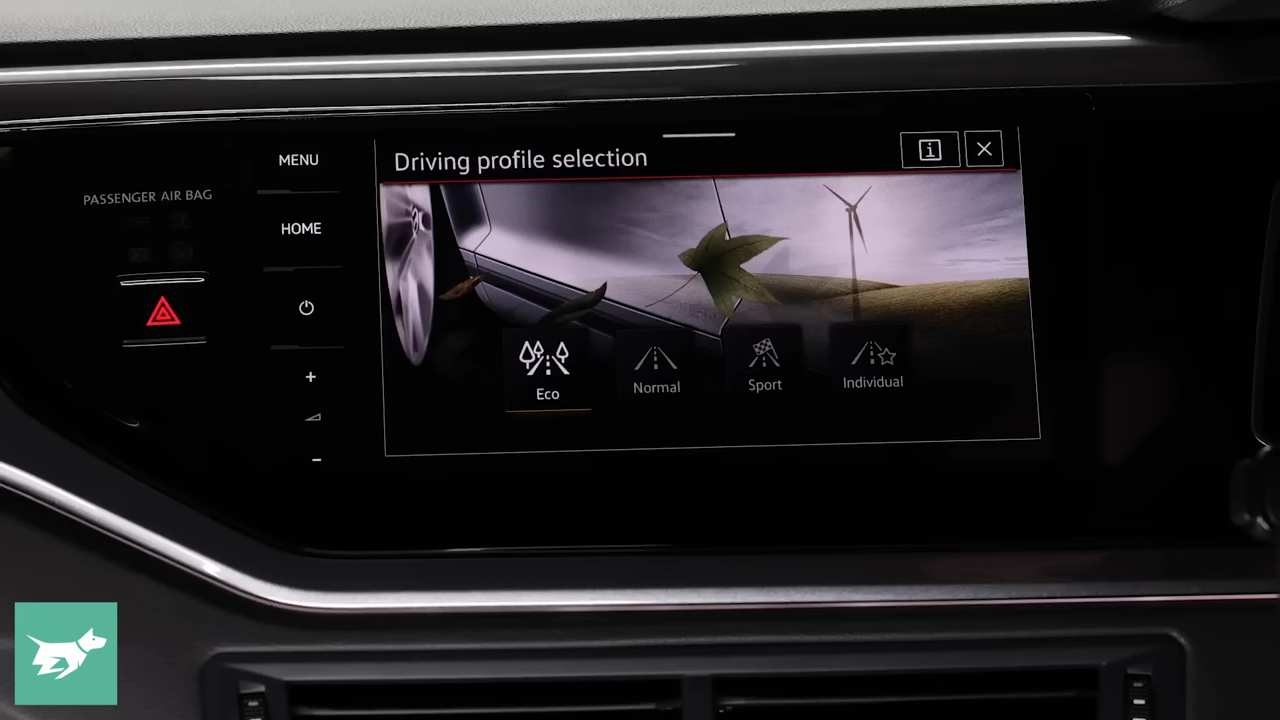 Driving profile selection
MENU
PASSENGER AIR BAG
HOME
Eco
Normal
Sport
Individual